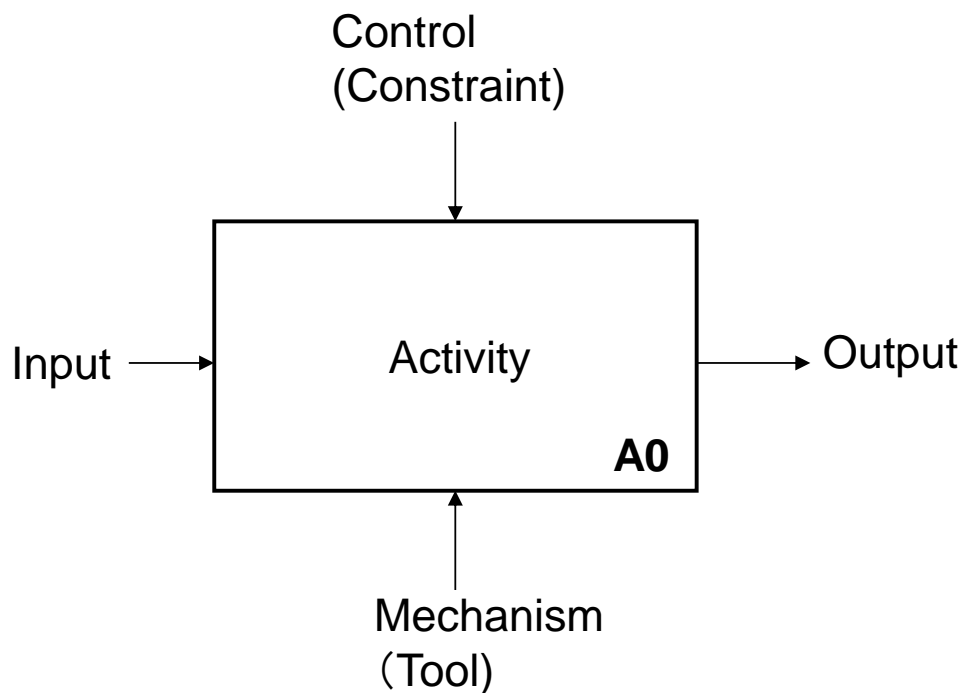 Control
(Constraint)
Input
Activity
Output
A0
Mechanism
（Tool)